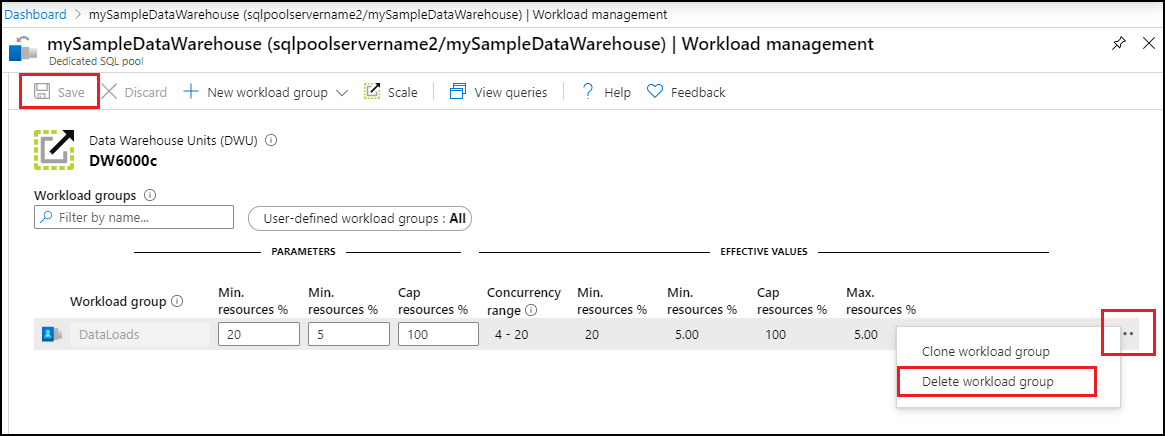 Dashboard > mySampleDataWarehouse (sqlpoolservername2/mySampleDataWarehouse) | Workload management
mySampleDataWarehouse (sqlpoolservername2/mySampleDataWarehouse) | Workload management
Dedicated SQL pool
Save Discard New workload group Scale View queries ? Help Feedback
Data Warehouse Units (DWU)
DW6000c
Workload groups
Filter by name... User-defined workload groups : All
PARAMETERS EFFECTIVE VALUES
Min. Min. Cap Concurrency Min. Min. Cap Max.
Workload group resources % resources % resources % range resources % resources % resources % resources %
DataLoads 20 5 100 4 - 20 20 5.00 100 5.00
Clone workload group
Delete workload group